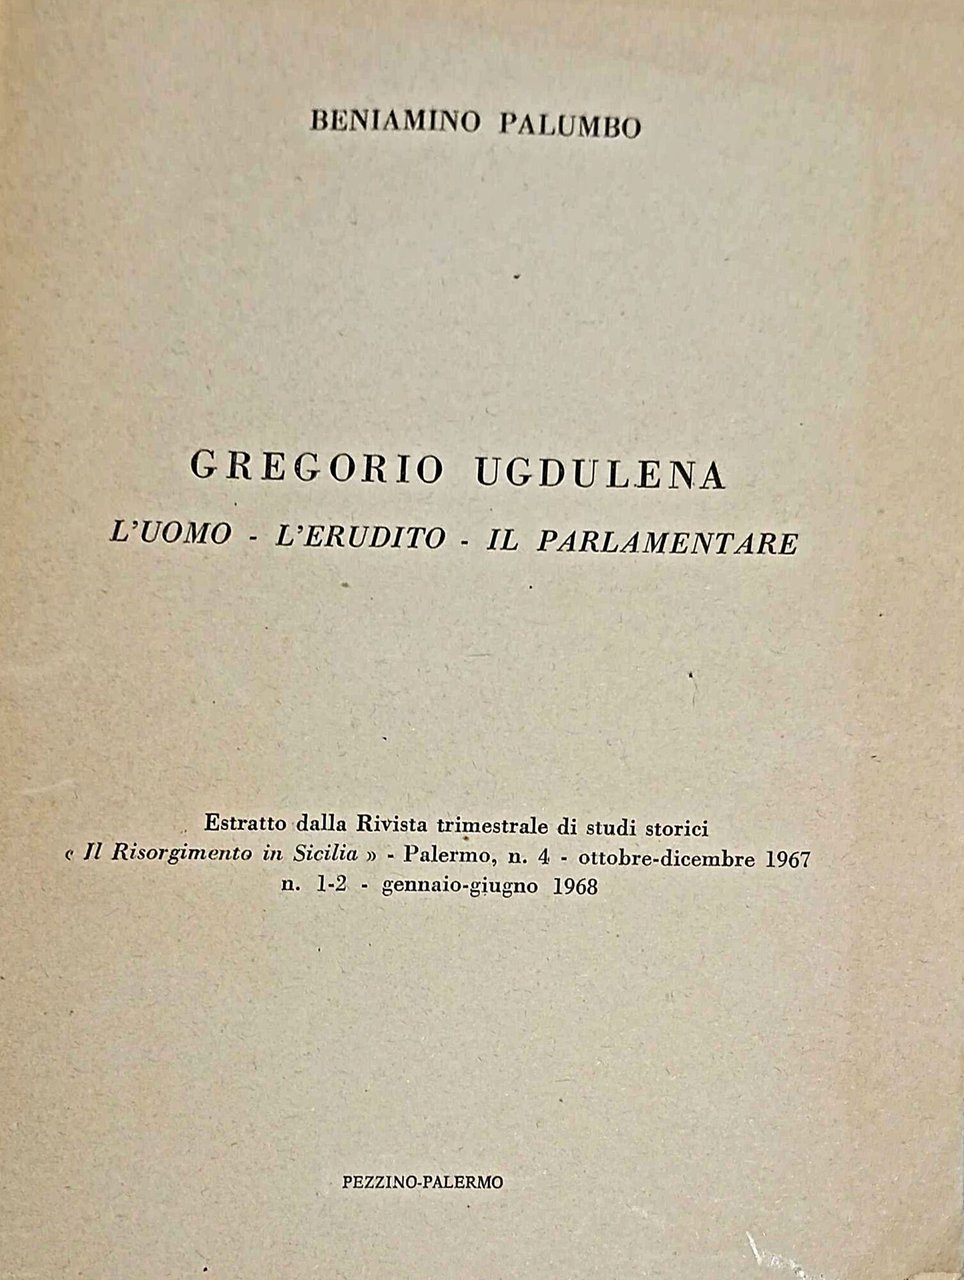 BENIAMINO PALUMBO
GREGORIO UGDULENA
L'UOMO - L'ERUDITO - IL PARLAMENTARE
Estratto dalla Rivista trimestrale di studi storici
« Il Risorgimento in Sicilia » - Palermo, n. 4 - ottobre-dicembre 1967
n. 1-2 - gennaio-giugno 1968
PEZZINO-PALERMO